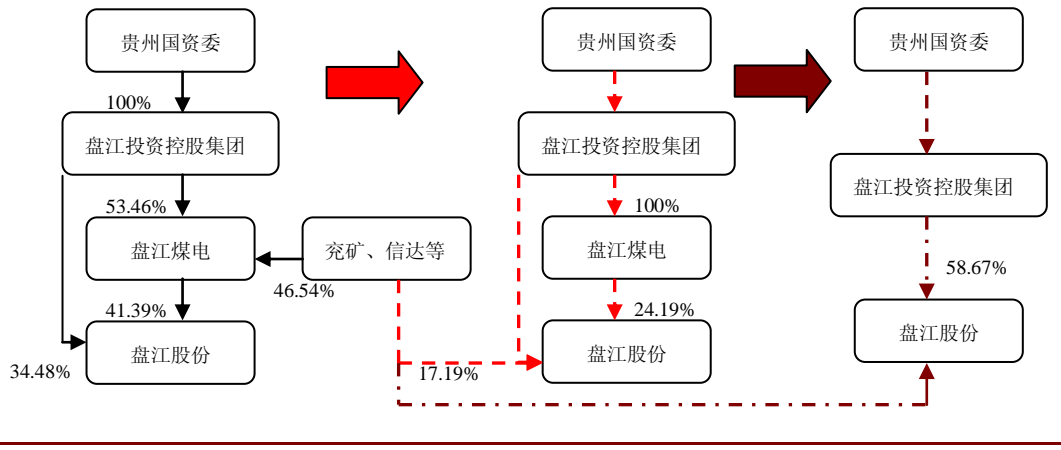 贵州国资委
100%
盘江投资控股集团
53.46%
盘江煤电
兖矿、信达等
46.54%
41.39%
盘江股份
34.48%
贵州国资委
盘江投资控股集团
100%
盘江煤电
24.19%
盘江股份
17.19%
贵州国资委
盘江投资控股集团
58.67%
盘江股份